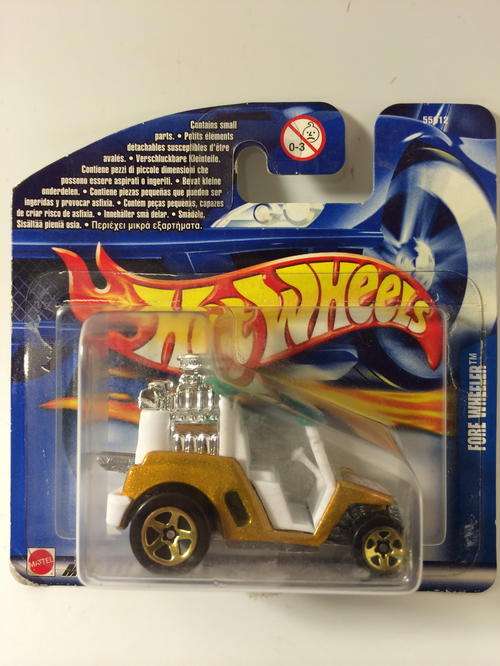 Contains small
parts. • Petits éléments
détachables susceptibles d'être
avalés. • Verschluckbare Kleinteile.
Contiene pezzi di piccole dimensioni che
possono essere aspirati o ingeriti. • Bevat kleine
onderdelen. • Contiene piezas pequeñas que pueden ser
ingeridas y provocar asfixia. • Contém peças pequenas, capazes
de criar risco de asfixia. • Innehåller små delar. • Smådele.
Sisältää pieniä osia. • Περιέχει μικρά εξαρτήματα.
0-3
55012
Hot Wheels
FORE WHEELER™
MATTEL